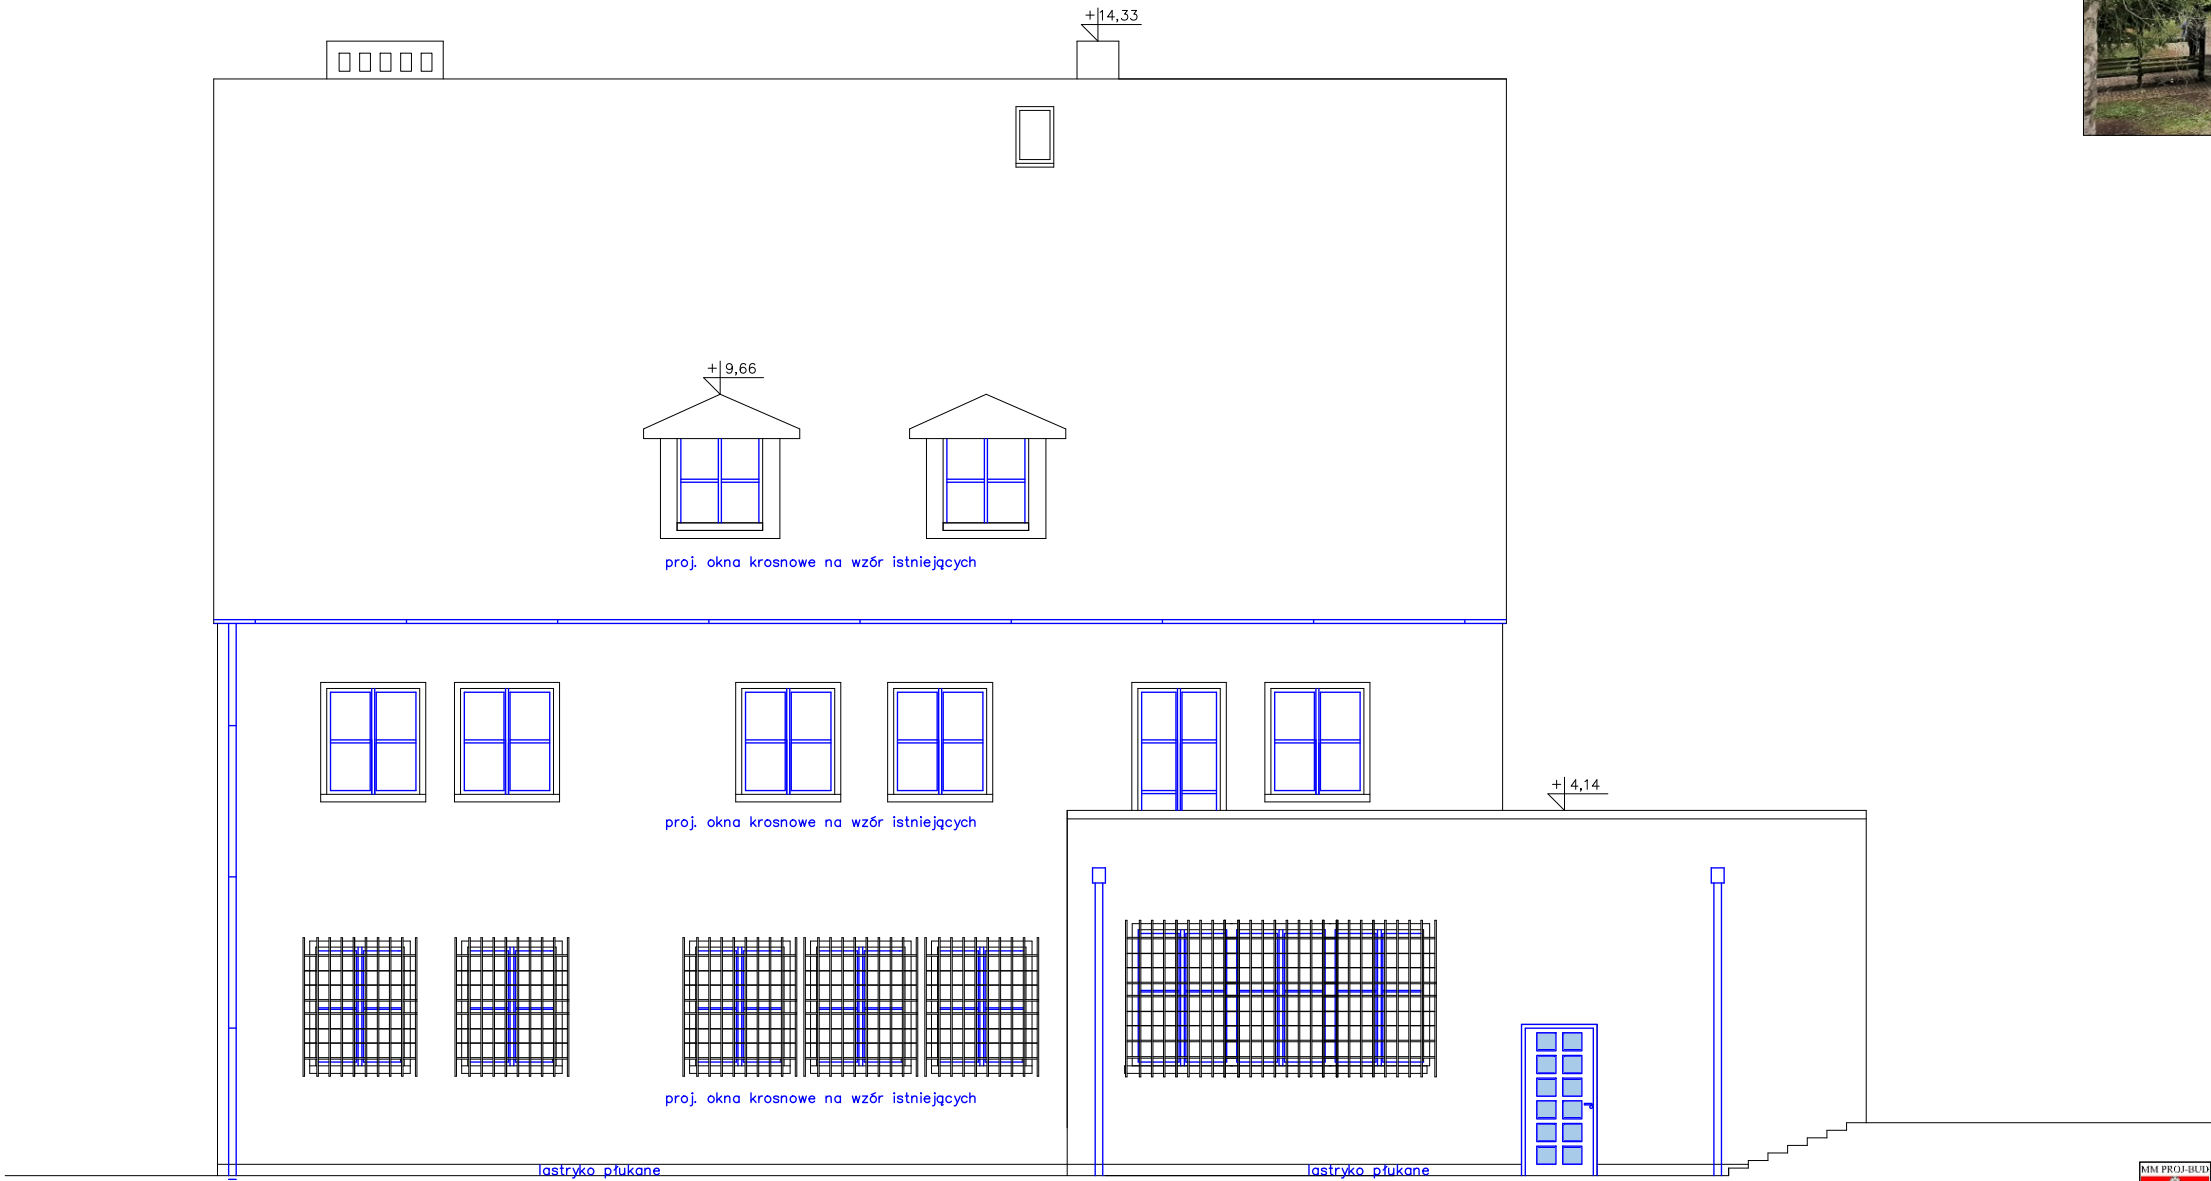 +14,33
+9,66
proj. okna krosnowe na wzór istniejących
proj. okna krosnowe na wzór istniejących
+4,14
proj. okna krosnowe na wzór istniejących
lastryko płukane
lastryko płukane
MM PROJ-BUD